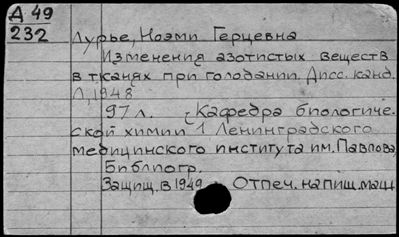 Д 49
232
Лурье, Ноэми Герцевна
Изменения азотистых веществ
в тканях при голодании. Дисс. канд.
Л, 1948
97 л. (Кафедра биологиче-
ской химии 1 Ленинградского
медицинского института им. Павлова)
Библиогр.
Защищ. в 1949. Отпеч. на пиш. маш.